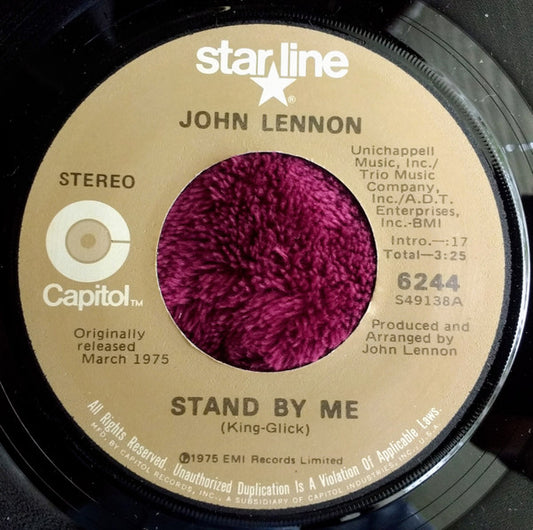 starline
®
JOHN LENNON
STEREO
Capitol TM
Originally
released
March 1975
Unichappell
Music, Inc./
Trio Music
Company,
Inc./A.D.T.
Enterprises,
Inc.-BMI
Intro.—:17
Total—3:25
6244
S49138A
Produced and
Arranged by
John Lennon
STAND BY ME
(King-Glick)
℗1975 EMI Records Limited
All Rights Reserved. Unauthorized Duplication Is A Violation Of Applicable Laws.
MFD. BY CAPITOL RECORDS, INC., A SUBSIDIARY OF CAPITOL INDUSTRIES, INC., U.S.A.